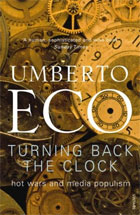 UMBERTO
ECO
TURNING BACK
THE CLOCK
hot wars and media populism